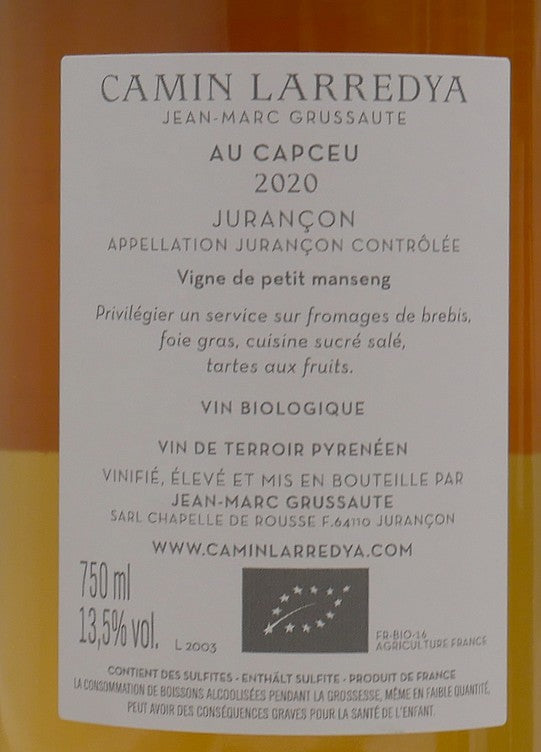 CAMIN LARREDYA
JEAN-MARC GRUSSAUTE
AU CAPCEU
2020
JURANÇON
APPELLATION JURANÇON CONTRÔLÉE
Vigne de petit manseng
Privilégier un service sur fromages de brebis,
foie gras, cuisine sucré salé,
tartes aux fruits.
VIN BIOLOGIQUE
VIN DE TERROIR PYRENÉEN
VINIFIÉ, ÉLEVÉ ET MIS EN BOUTEILLE PAR
JEAN-MARC GRUSSAUTE
SARL CHAPELLE DE ROUSSE F.64110 JURANÇON
WWW.CAMINLARREDYA.COM
750 ml
13,5% vol.
L 2003
FR-BIO-16
AGRICULTURE FRANCE
CONTIENT DES SULFITES - ENTHÄLT SULFITE - PRODUIT DE FRANCE
LA CONSOMMATION DE BOISSONS ALCOOLISÉES PENDANT LA GROSSESSE, MÊME EN FAIBLE QUANTITÉ,
PEUT AVOIR DES CONSÉQUENCES GRAVES POUR LA SANTÉ DE L'ENFANT.